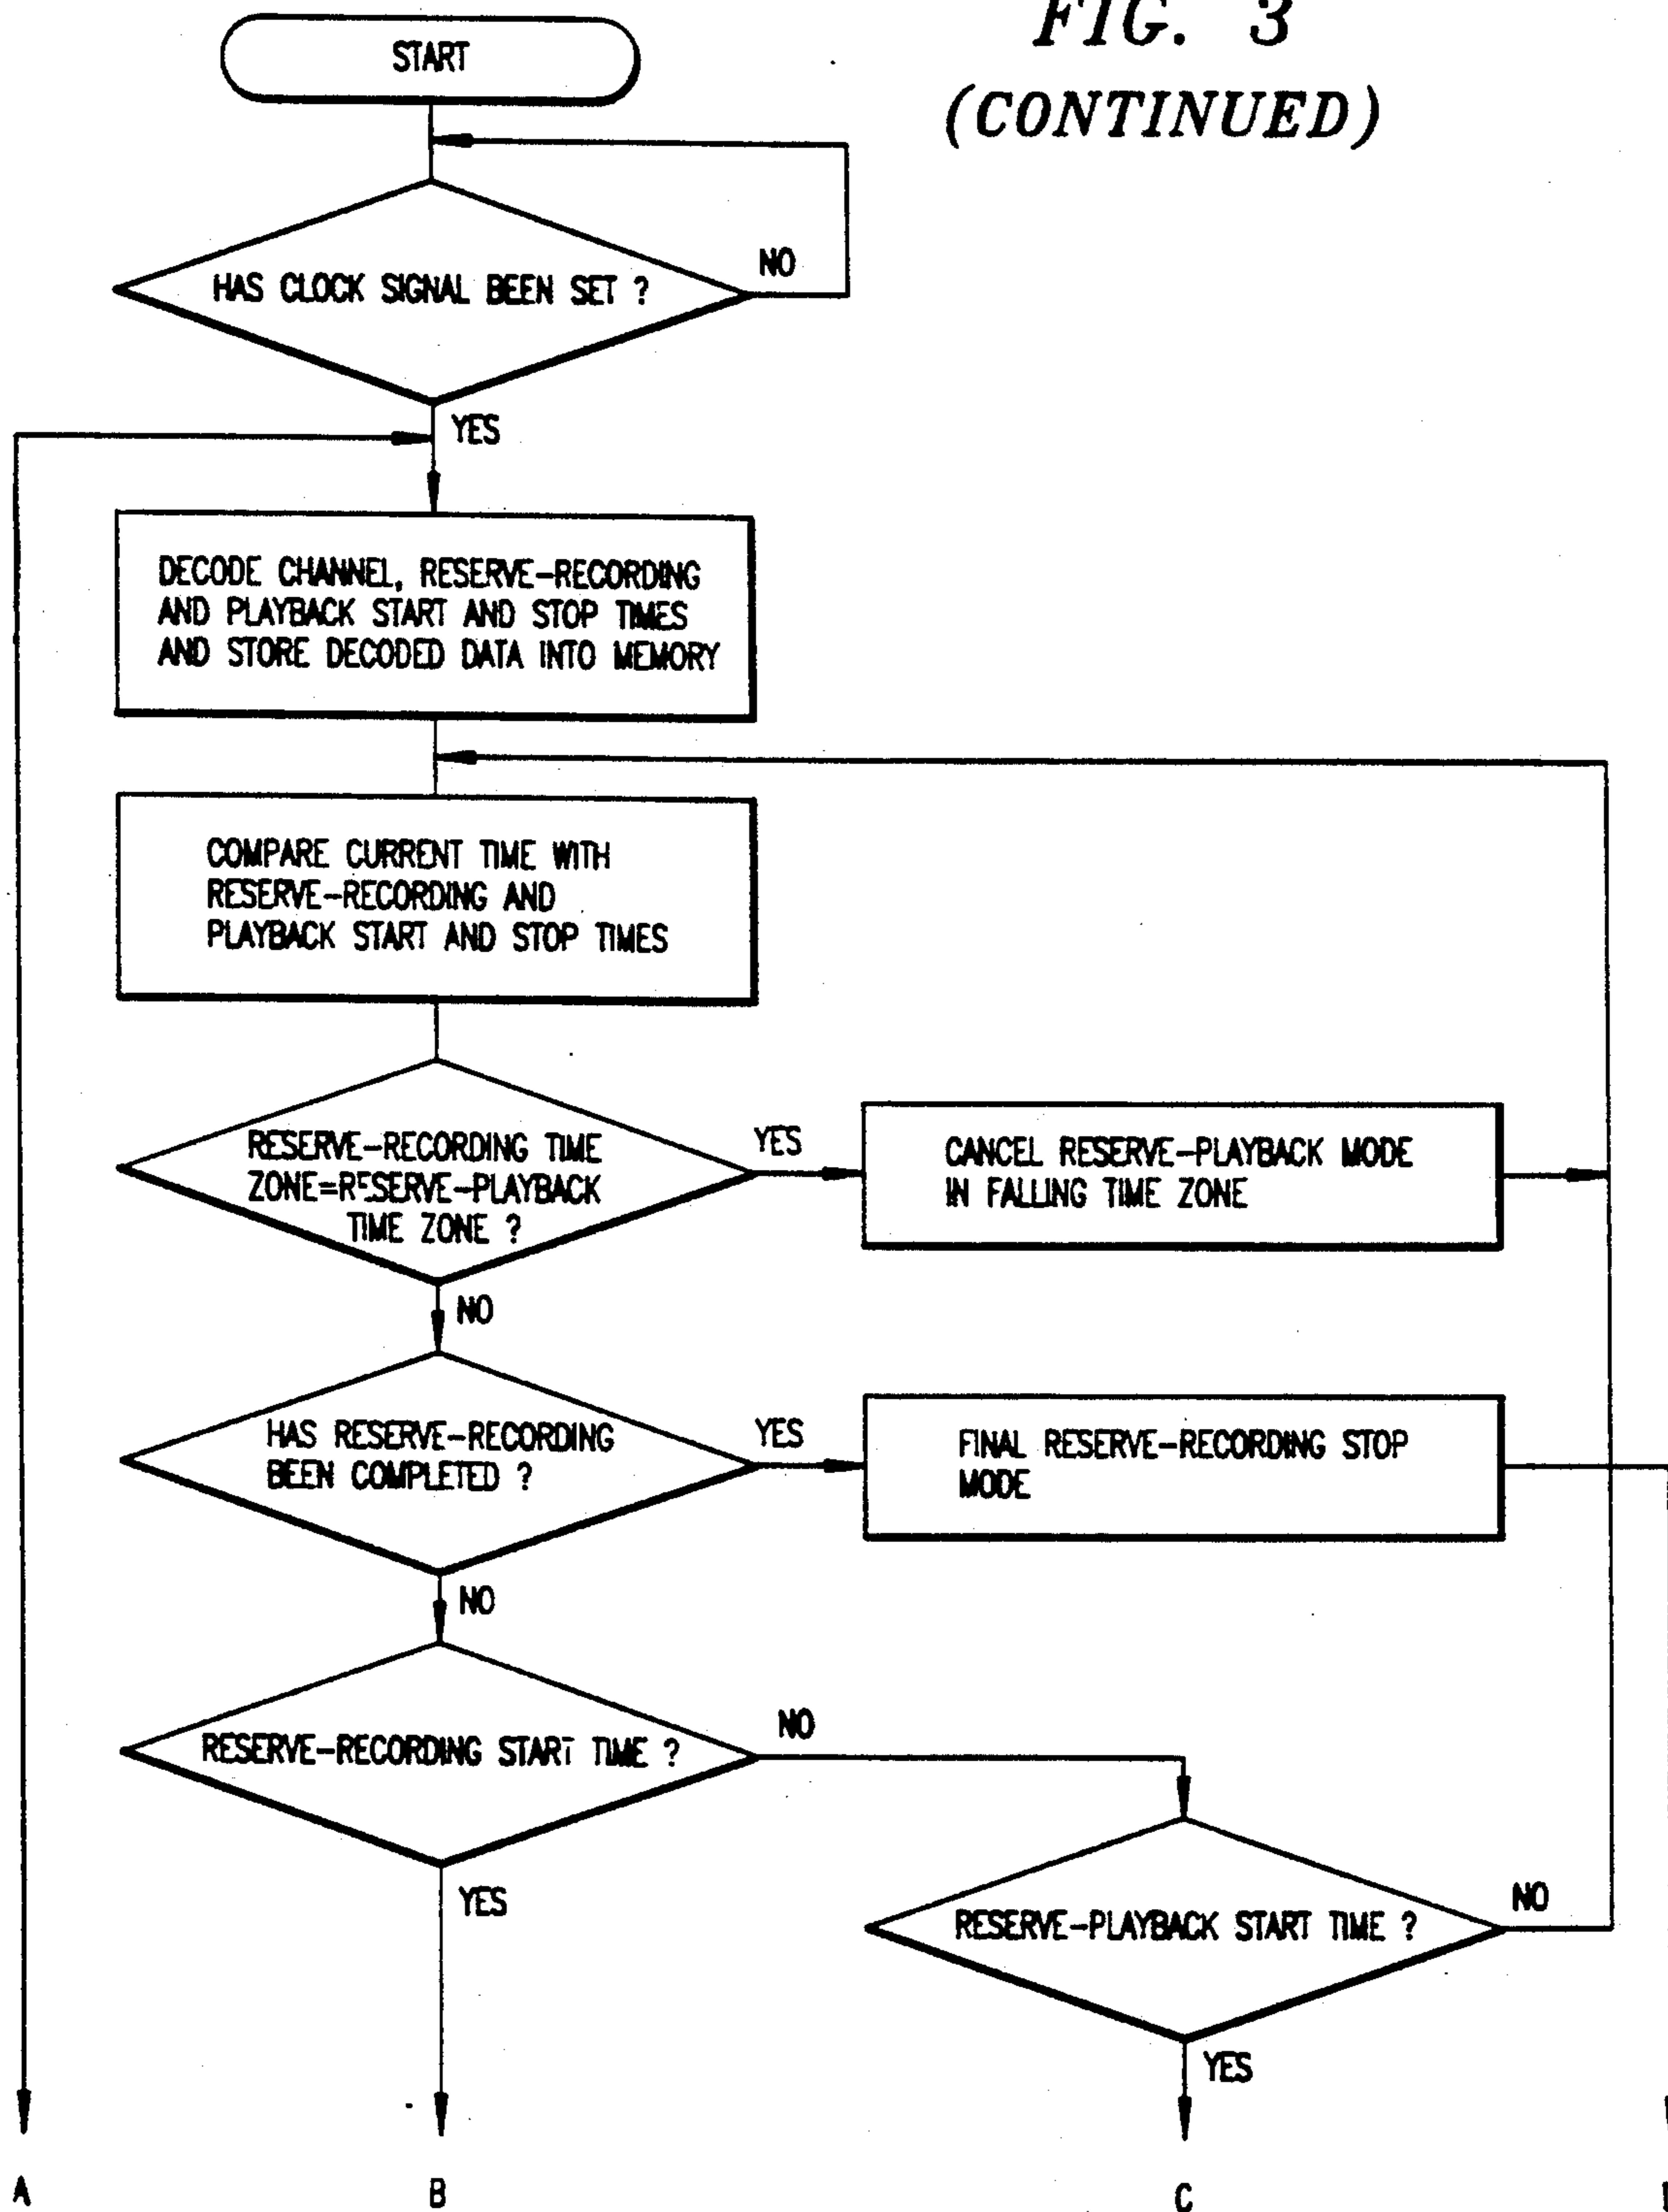 FIG. 3
(CONTINUED)
START
HAS CLOCK SIGNAL BEEN SET ?
NO
YES
DECODE CHANNEL, RESERVE-RECORDING
AND PLAYBACK START AND STOP TIMES
AND STORE DECODED DATA INTO MEMORY
COMPARE CURRENT TIME WITH
RESERVE-RECORDING AND
PLAYBACK START AND STOP TIMES
RESERVE-RECORDING TIME
ZONE=RESERVE-PLAYBACK
TIME ZONE ?
YES
CANCEL RESERVE-PLAYBACK MODE
IN FALLING TIME ZONE
NO
HAS RESERVE-RECORDING
BEEN COMPLETED ?
YES
FINAL RESERVE-RECORDING STOP
MODE
NO
RESERVE-RECORDING START TIME ?
NO
YES
RESERVE-PLAYBACK START TIME ?
NO
YES
A
B
C